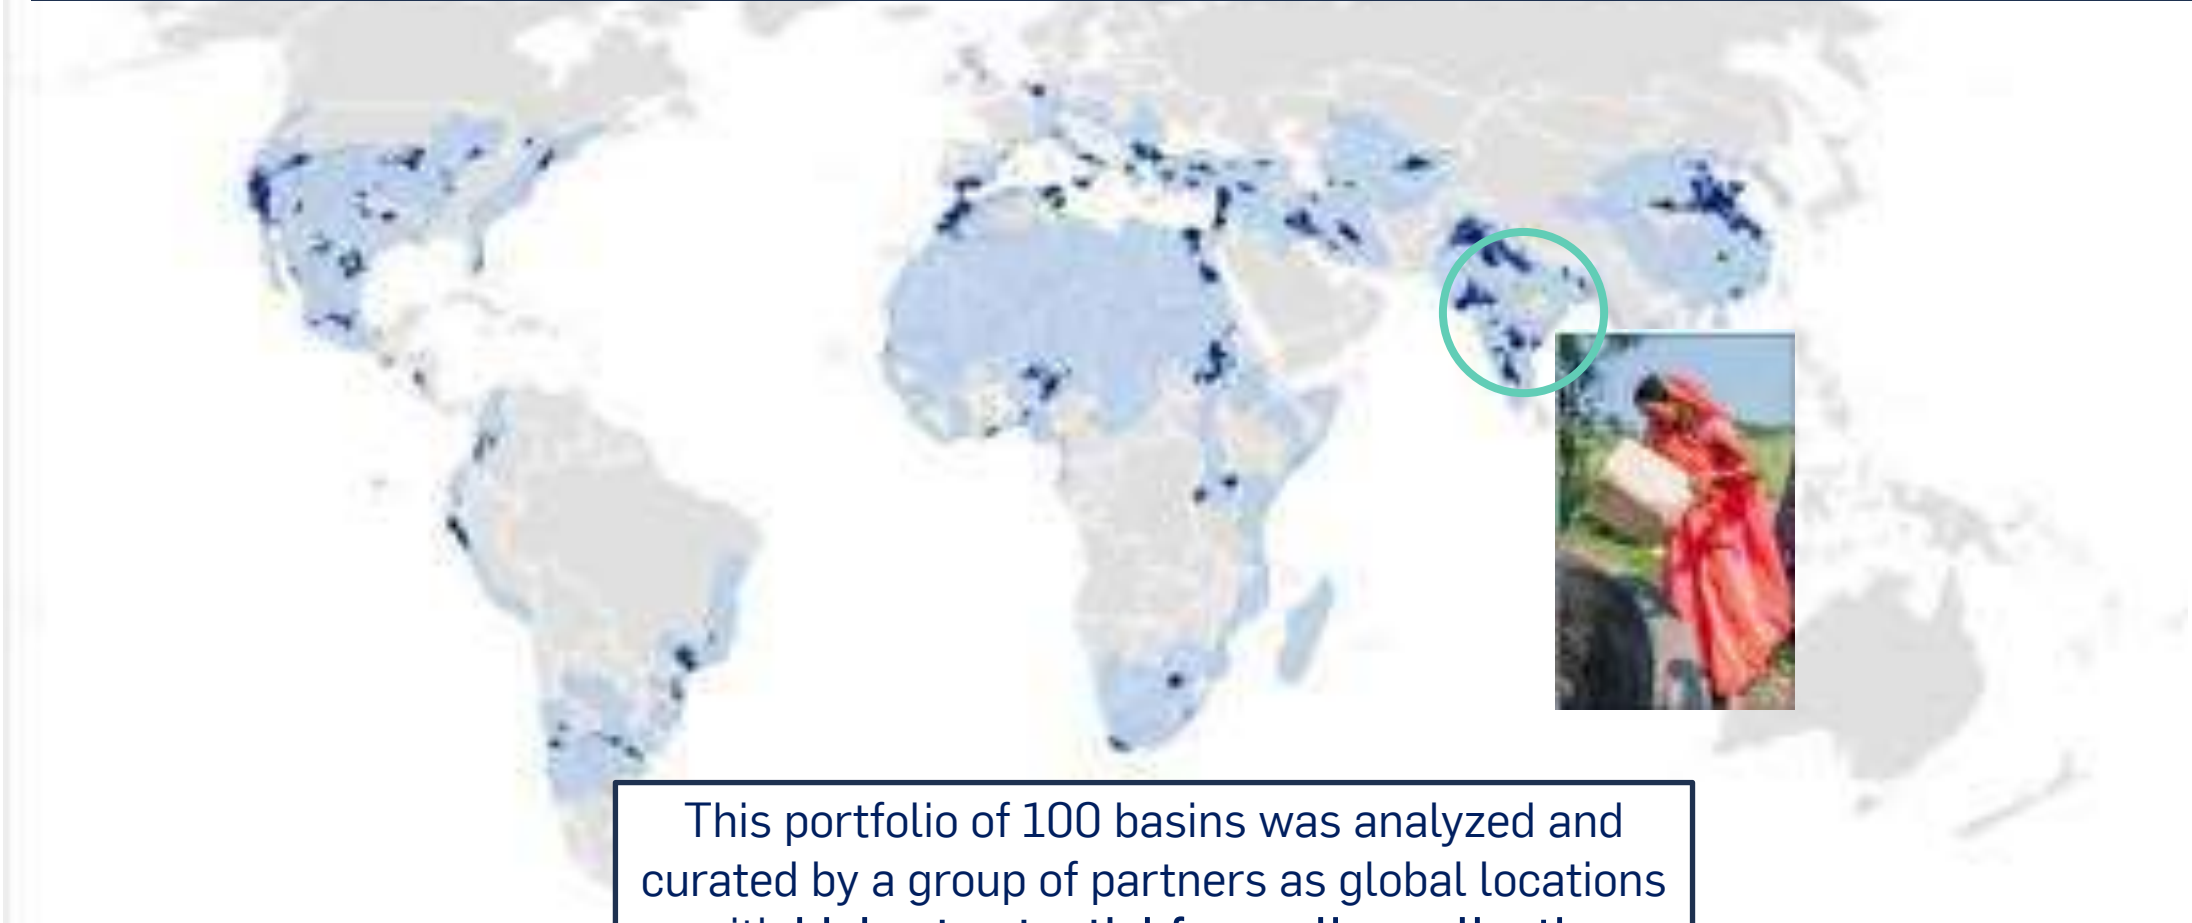 This portfolio of 100 basins was analyzed and
curated by a group of partners as global locations